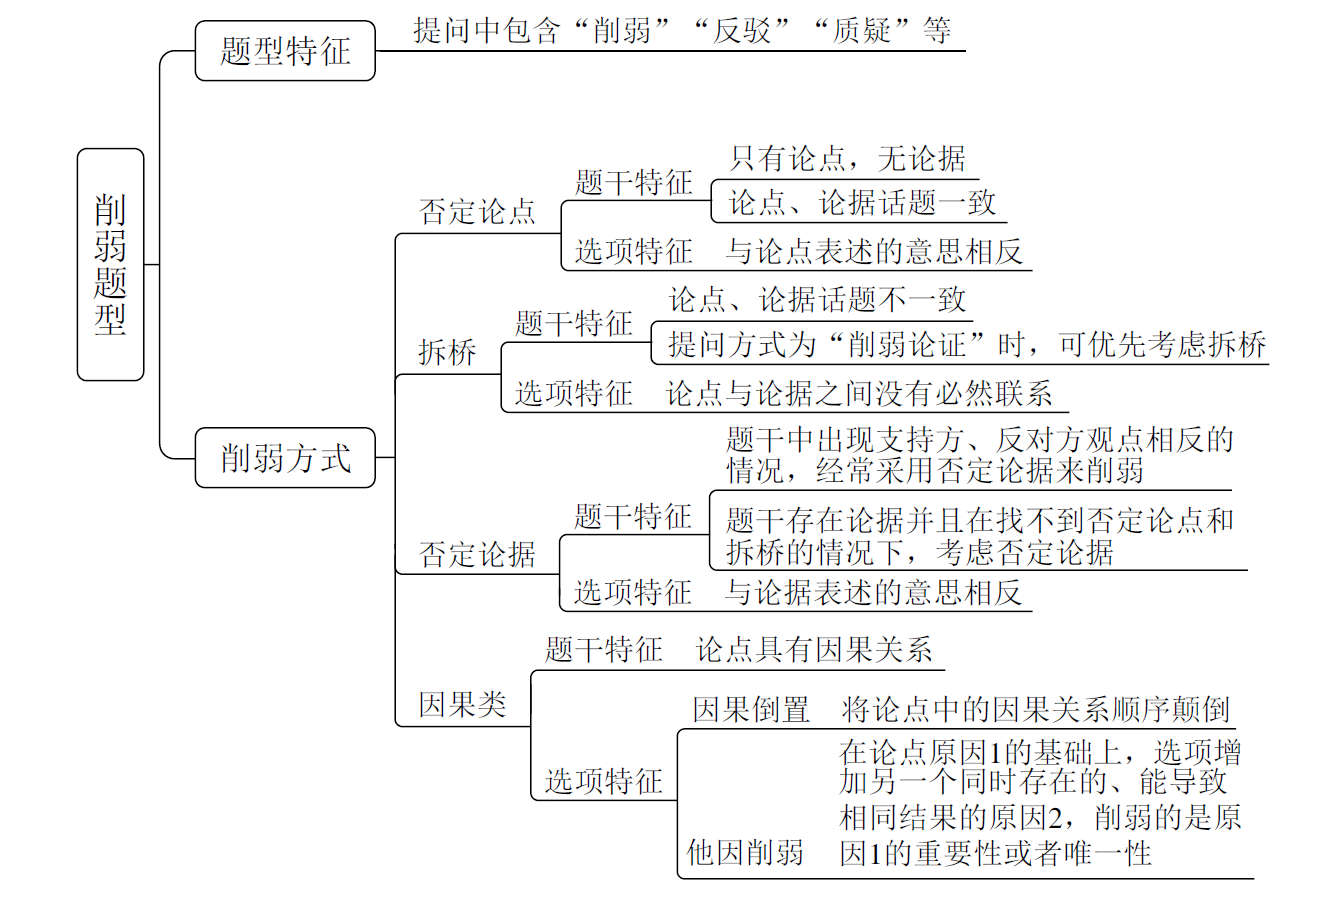 题型特征
提问中包含“削弱”“反驳”“质疑”等
削弱题型
削弱方式
否定论点
题干特征
只有论点，无论据
论点、论据话题一致
选项特征
与论点表述的意思相反
拆桥
题干特征
论点、论据话题不一致
提问方式为“削弱论证”时，可优先考虑拆桥
选项特征
论点与论据之间没有必然联系
否定论据
题干特征
题干中出现支持方、反对方观点相反的
情况，经常采用否定论据来削弱
题干存在论据并且在找不到否定论点和
拆桥的情况下，考虑否定论据
选项特征
与论据表述的意思相反
因果类
题干特征
论点具有因果关系
选项特征
因果倒置
将论点中的因果关系顺序颠倒
他因削弱
在论点原因1的基础上，选项增
加另一个同时存在的、能导致
相同结果的原因2，削弱的是原
因1的重要性或者唯一性